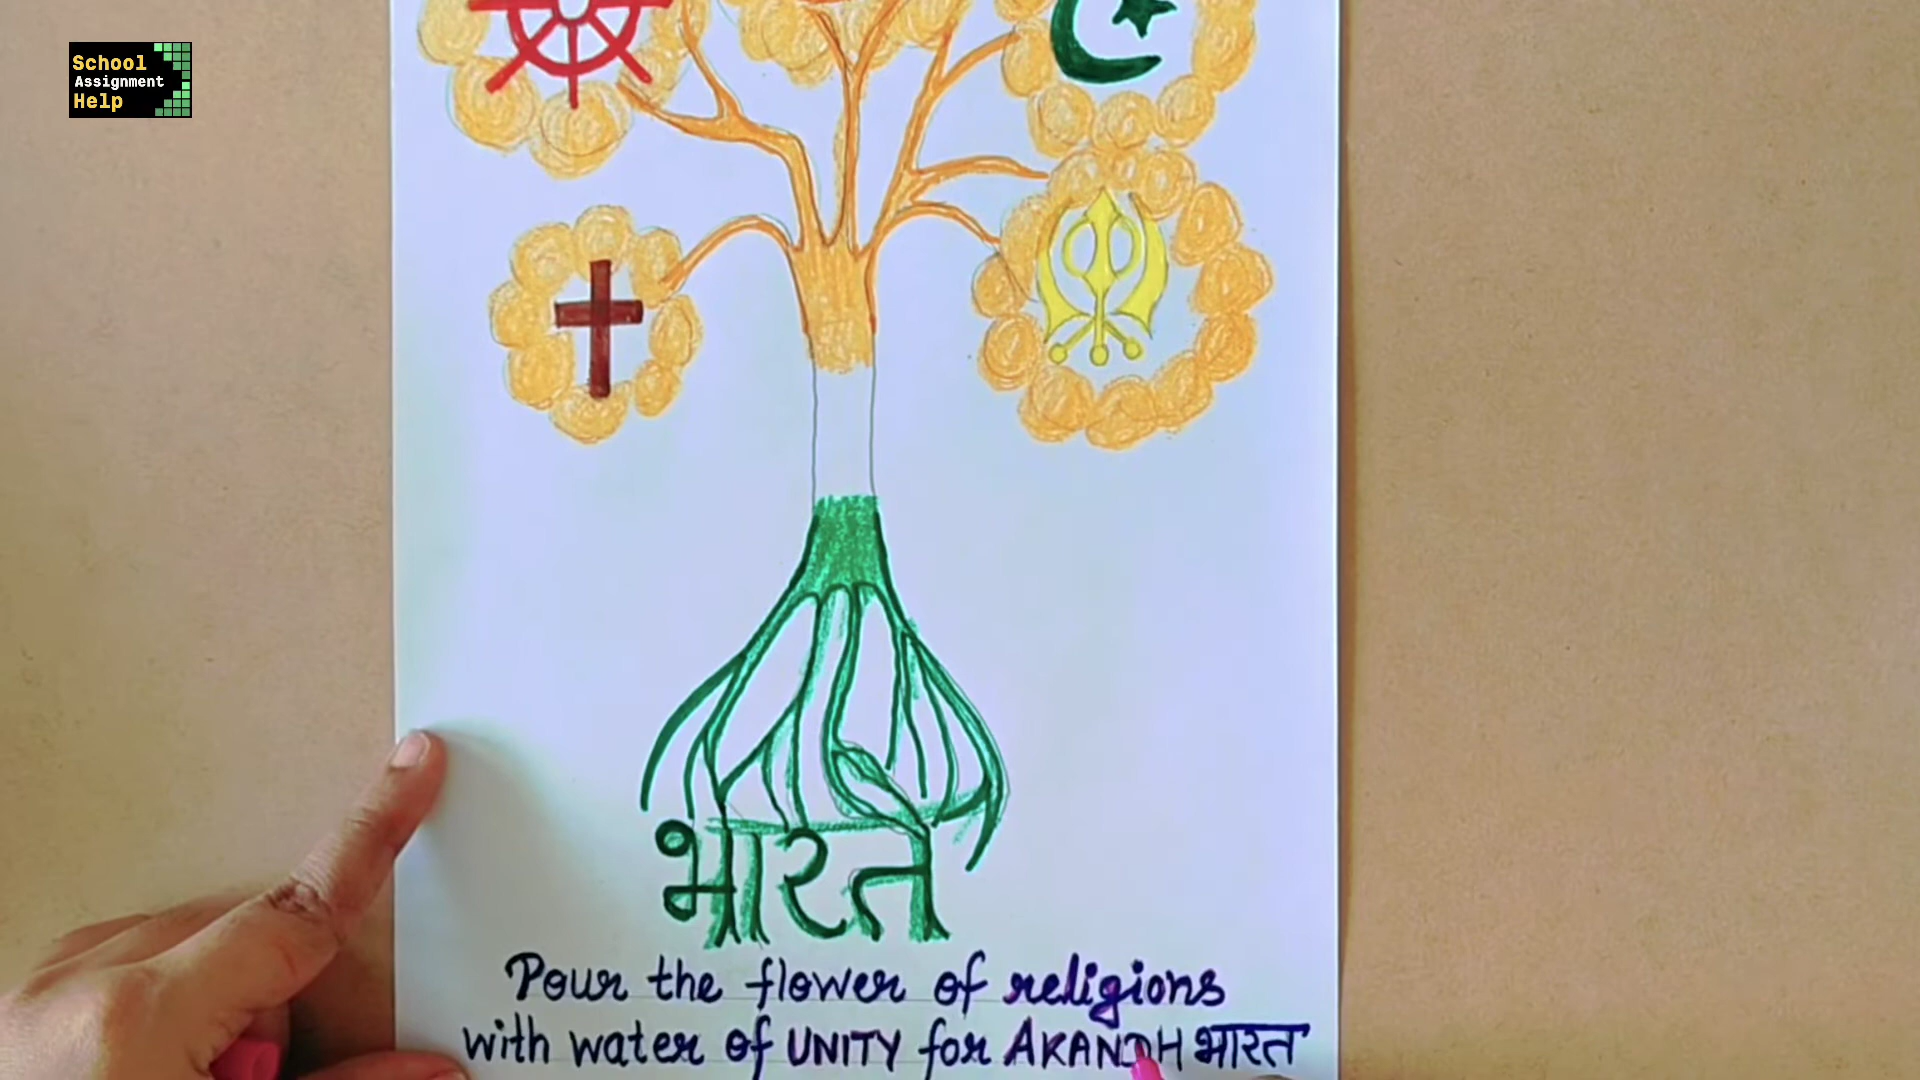 School
Assignment
Help
भारत
Pour the flower of religions
with water of UNITY for AKANDH भारत